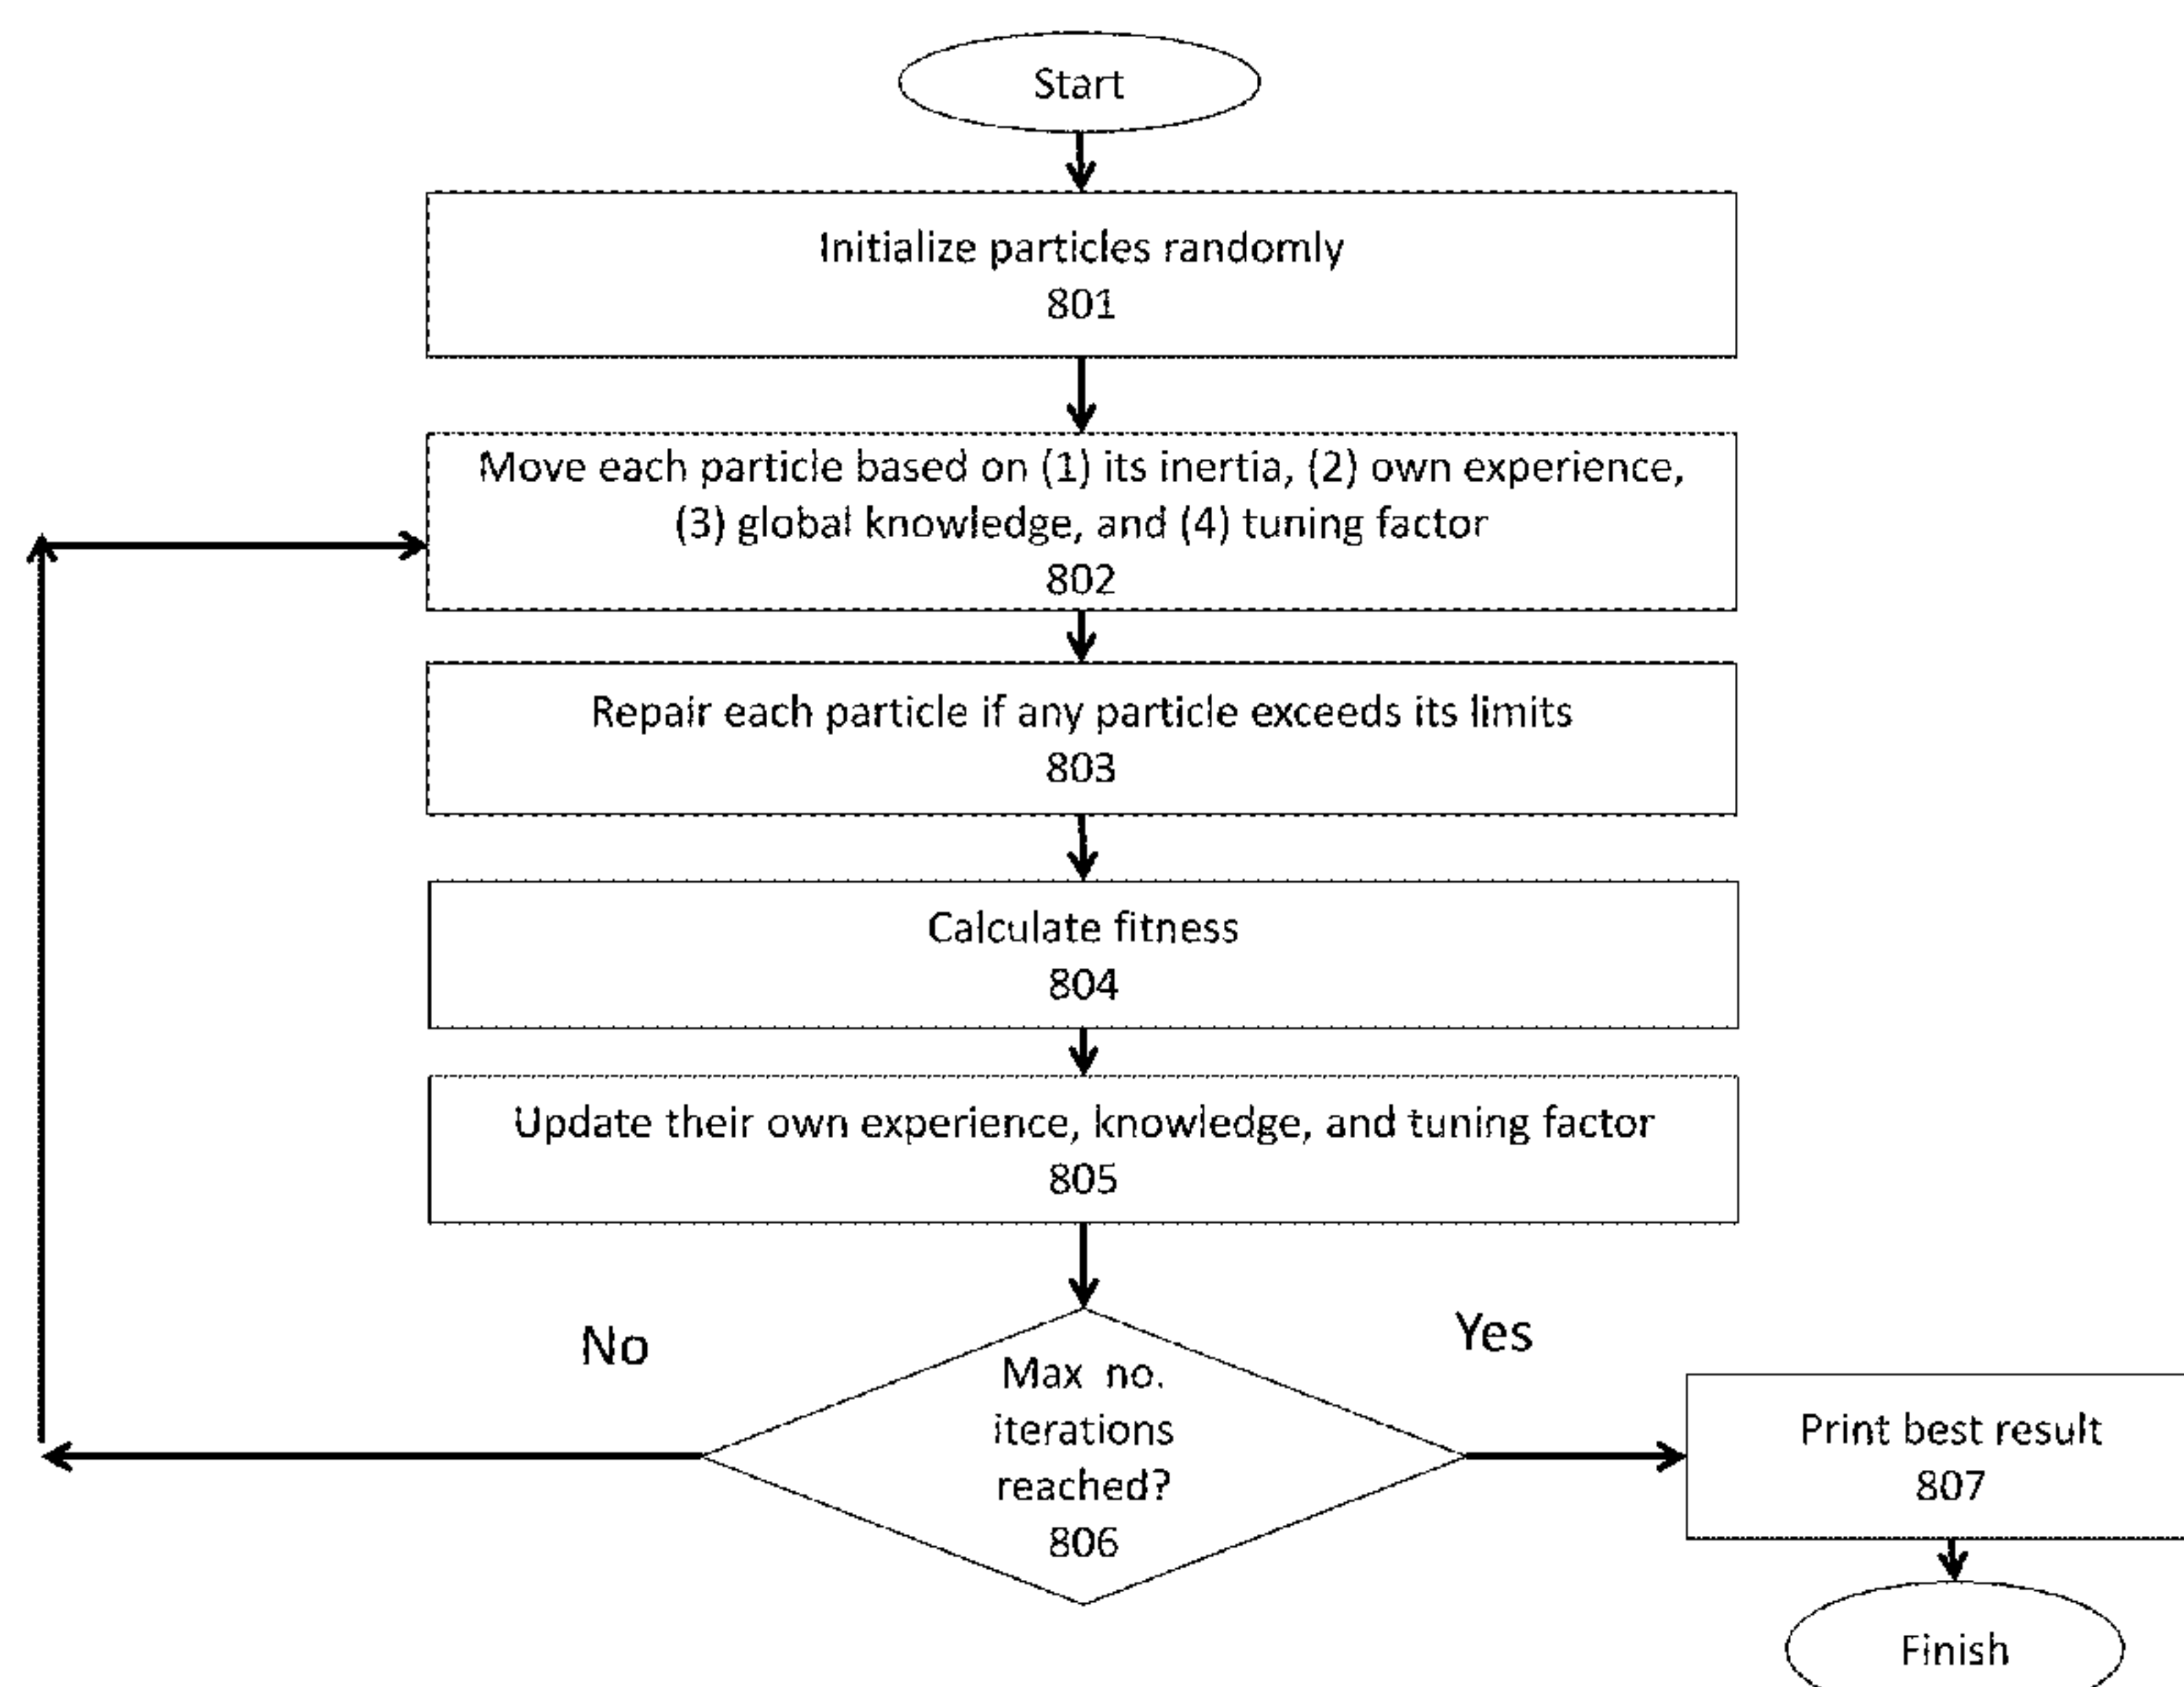 Start
Initialize particles randomly
801
Move each particle based on (1) its inertia, (2) own experience,
(3) global knowledge, and (4) tuning factor
802
Repair each particle if any particle exceeds its limits
803
Calculate fitness
804
Update their own experience, knowledge, and tuning factor
805
No
Yes
Max no.
iterations
reached?
806
Print best result
807
Finish